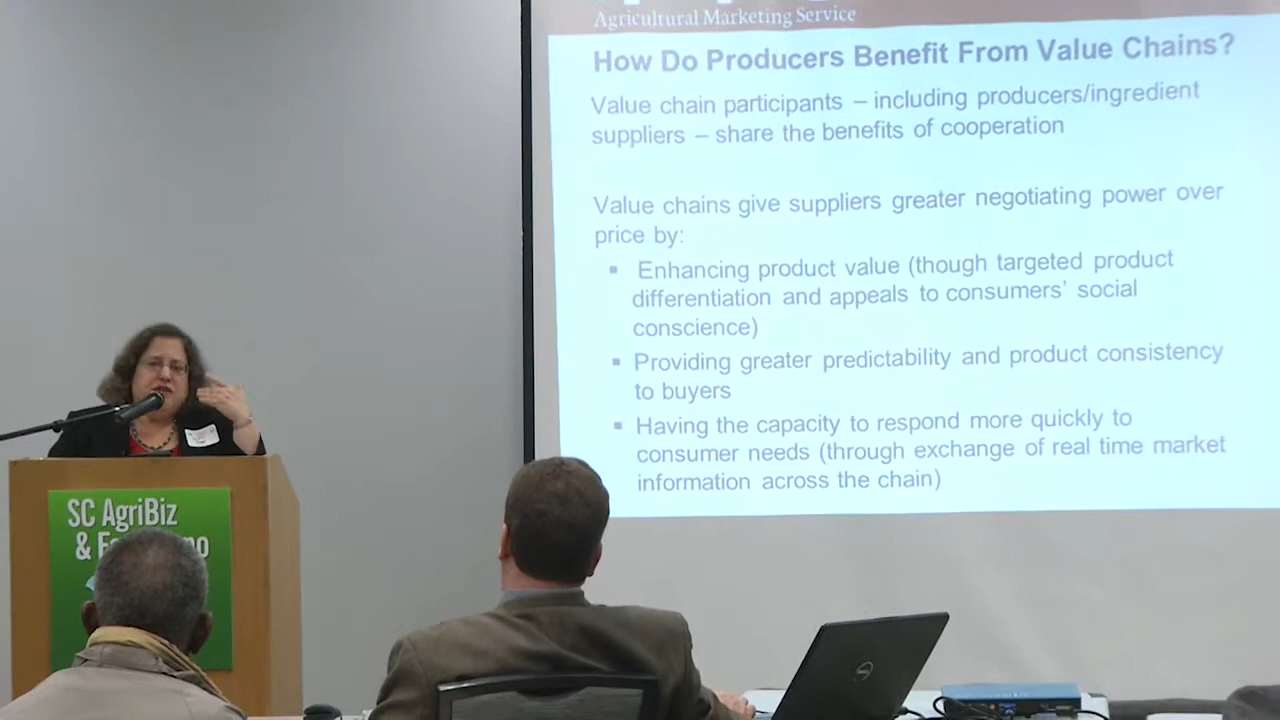 Agricultural Marketing Service
How Do Producers Benefit From Value Chains?
Value chain participants – including producers/ingredient
suppliers – share the benefits of cooperation
Value chains give suppliers greater negotiating power over
price by:
▪ Enhancing product value (though targeted product
differentiation and appeals to consumers' social
conscience)
▪ Providing greater predictability and product consistency
to buyers
▪ Having the capacity to respond more quickly to
consumer needs (through exchange of real time market
information across the chain)
SC AgriBiz
&
DELL